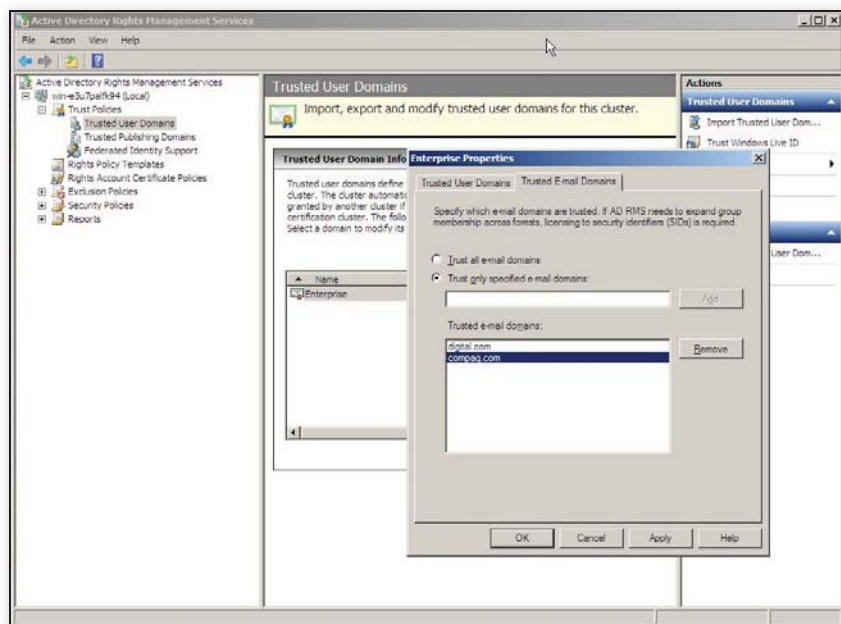 Active Directory Rights Management Services
File Action View Help
Active Directory Rights Management Services
win-e3u7palfk94 (Local)
Trust Policies
Trusted User Domains
Trusted Publishing Domains
Federated Identity Support
Rights Policy Templates
Rights Account Certificate Policies
Exclusion Policies
Security Policies
Reports
Trusted User Domains
Import, export and modify trusted user domains for this cluster.
Trusted User Domain Info
Trusted user domains define
cluster. The cluster automatic
granted by another cluster if
certification cluster. The follo
Select a domain to modify its
Name
Enterprise
Enterprise Properties
Trusted User Domains Trusted E-mail Domains
Specify which e-mail domains are trusted. If AD RMS needs to expand group
membership across forests, licensing to security identifiers (SIDs) is required.
Trust all e-mail domains
Trust only specified e-mail domains:
Add
Trusted e-mail domains:
digital.com
compaq.com
Remove
OK Cancel Apply Help
Actions
Trusted User Domains
Import Trusted User Dom...
Trust Windows Live ID
User Dom...